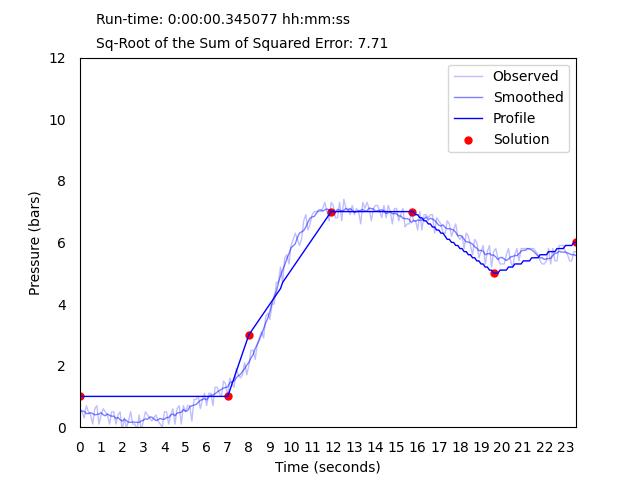 Run-time: 0:00:00.345077 hh:mm:ss
Sq-Root of the Sum of Squared Error: 7.71
12
10
8
6
4
2
0
Pressure (bars)
Observed
Smoothed
Profile
Solution
0 1 2 3 4 5 6 7 8 9 10 11 12 13 14 15 16 17 18 19 20 21 22 23
Time (seconds)